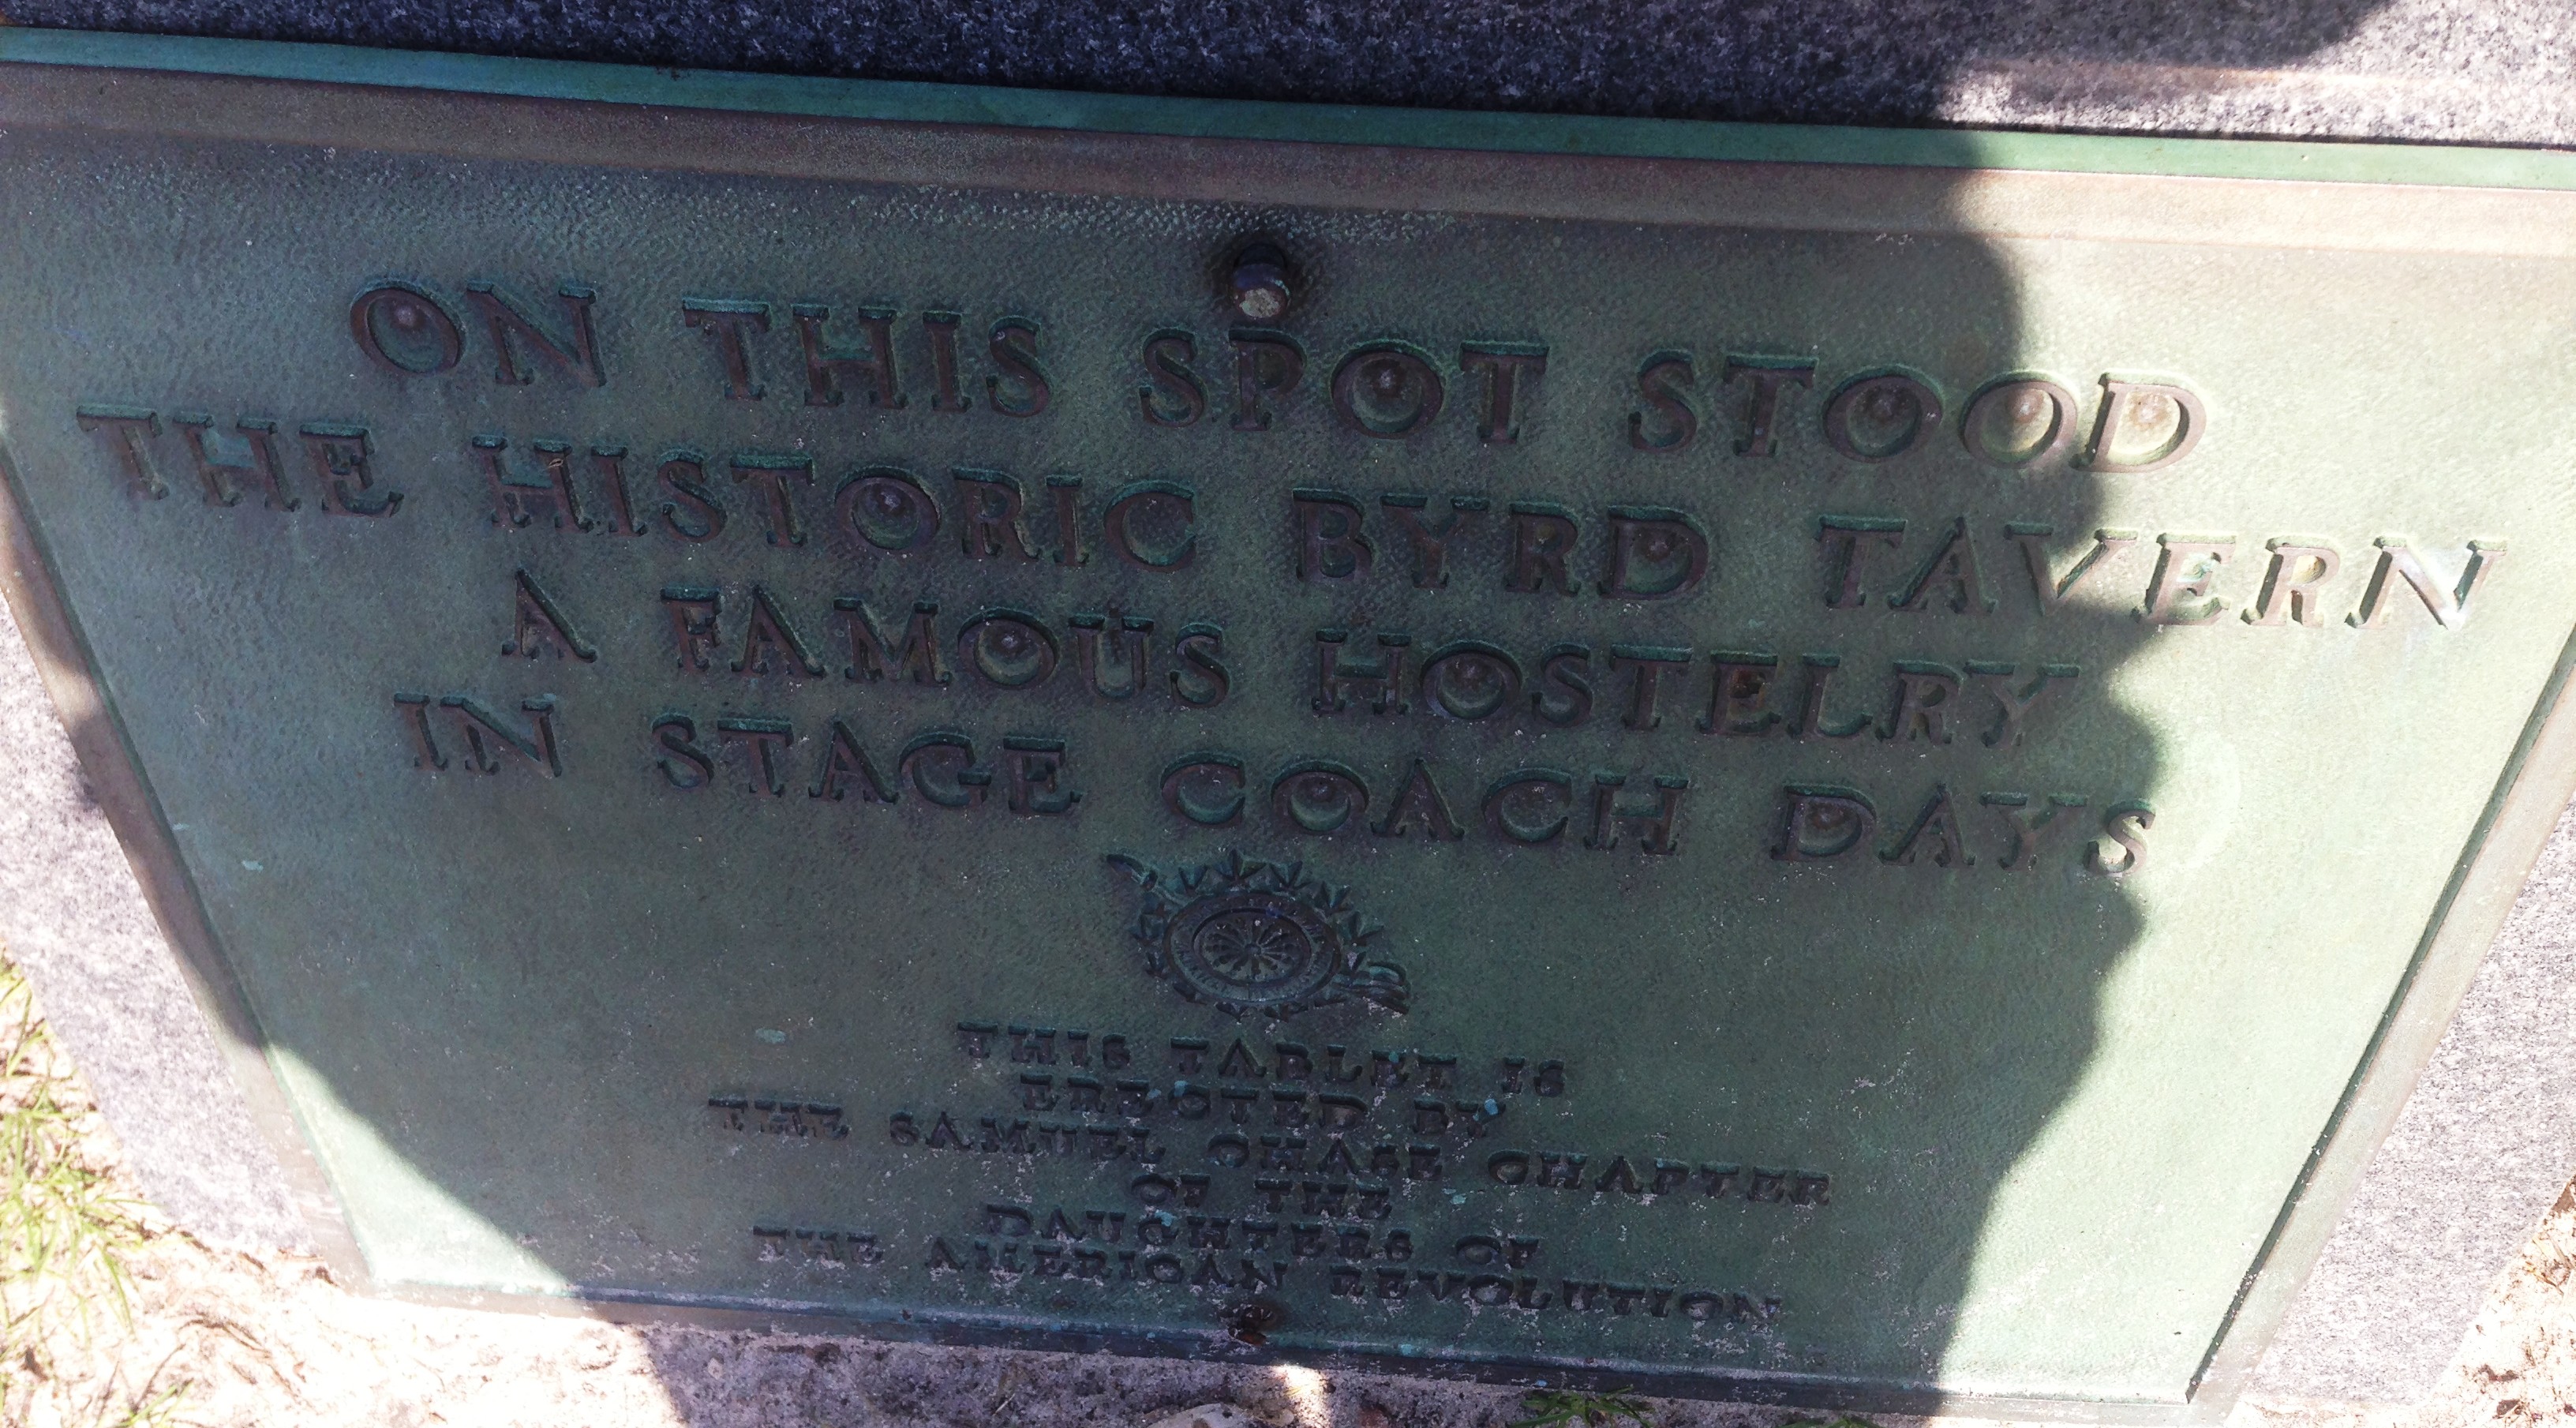 ON THIS SPOT STOOD
THE HISTORIC BYRD TAVERN
A FAMOUS HOSTELRY
IN STAGE COACH DAYS
THIS TABLET IS
ERECTED BY
THE SAMUEL CHASE CHAPTER
OF THE
DAUGHTERS OF
THE AMERICAN REVOLUTION